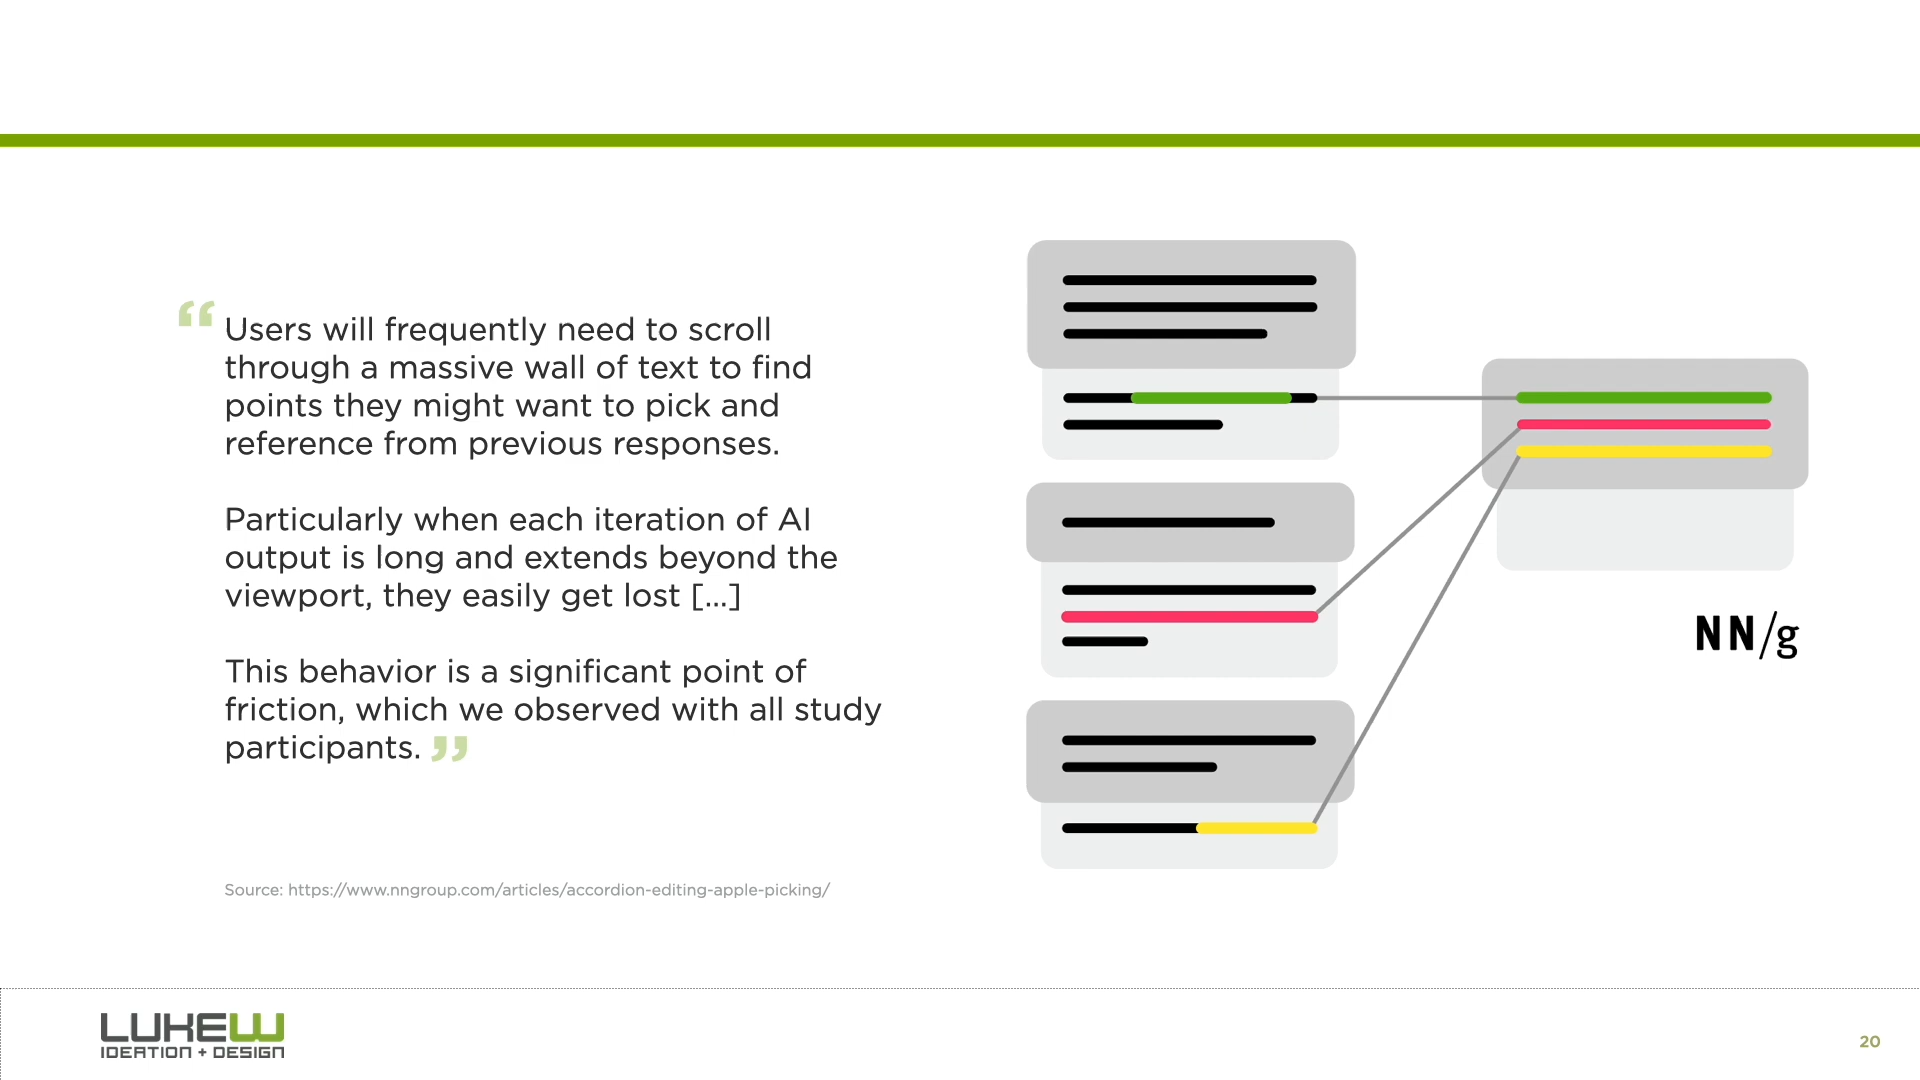 “Users will frequently need to scroll
through a massive wall of text to find
points they might want to pick and
reference from previous responses.
Particularly when each iteration of AI
output is long and extends beyond the
viewport, they easily get lost [...]
This behavior is a significant point of
friction, which we observed with all study
participants.”
NN/g
Source: https://www.nngroup.com/articles/accordion-editing-apple-picking/
LUKEW
IDEATION + DESIGN
20